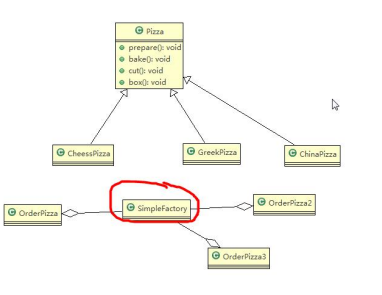 Pizza
prepare(): void
bake(): void
cut(): void
box(): void
CheessPizza
GreekPizza
ChinaPizza
OrderPizza
SimpleFactory
OrderPizza2
OrderPizza3